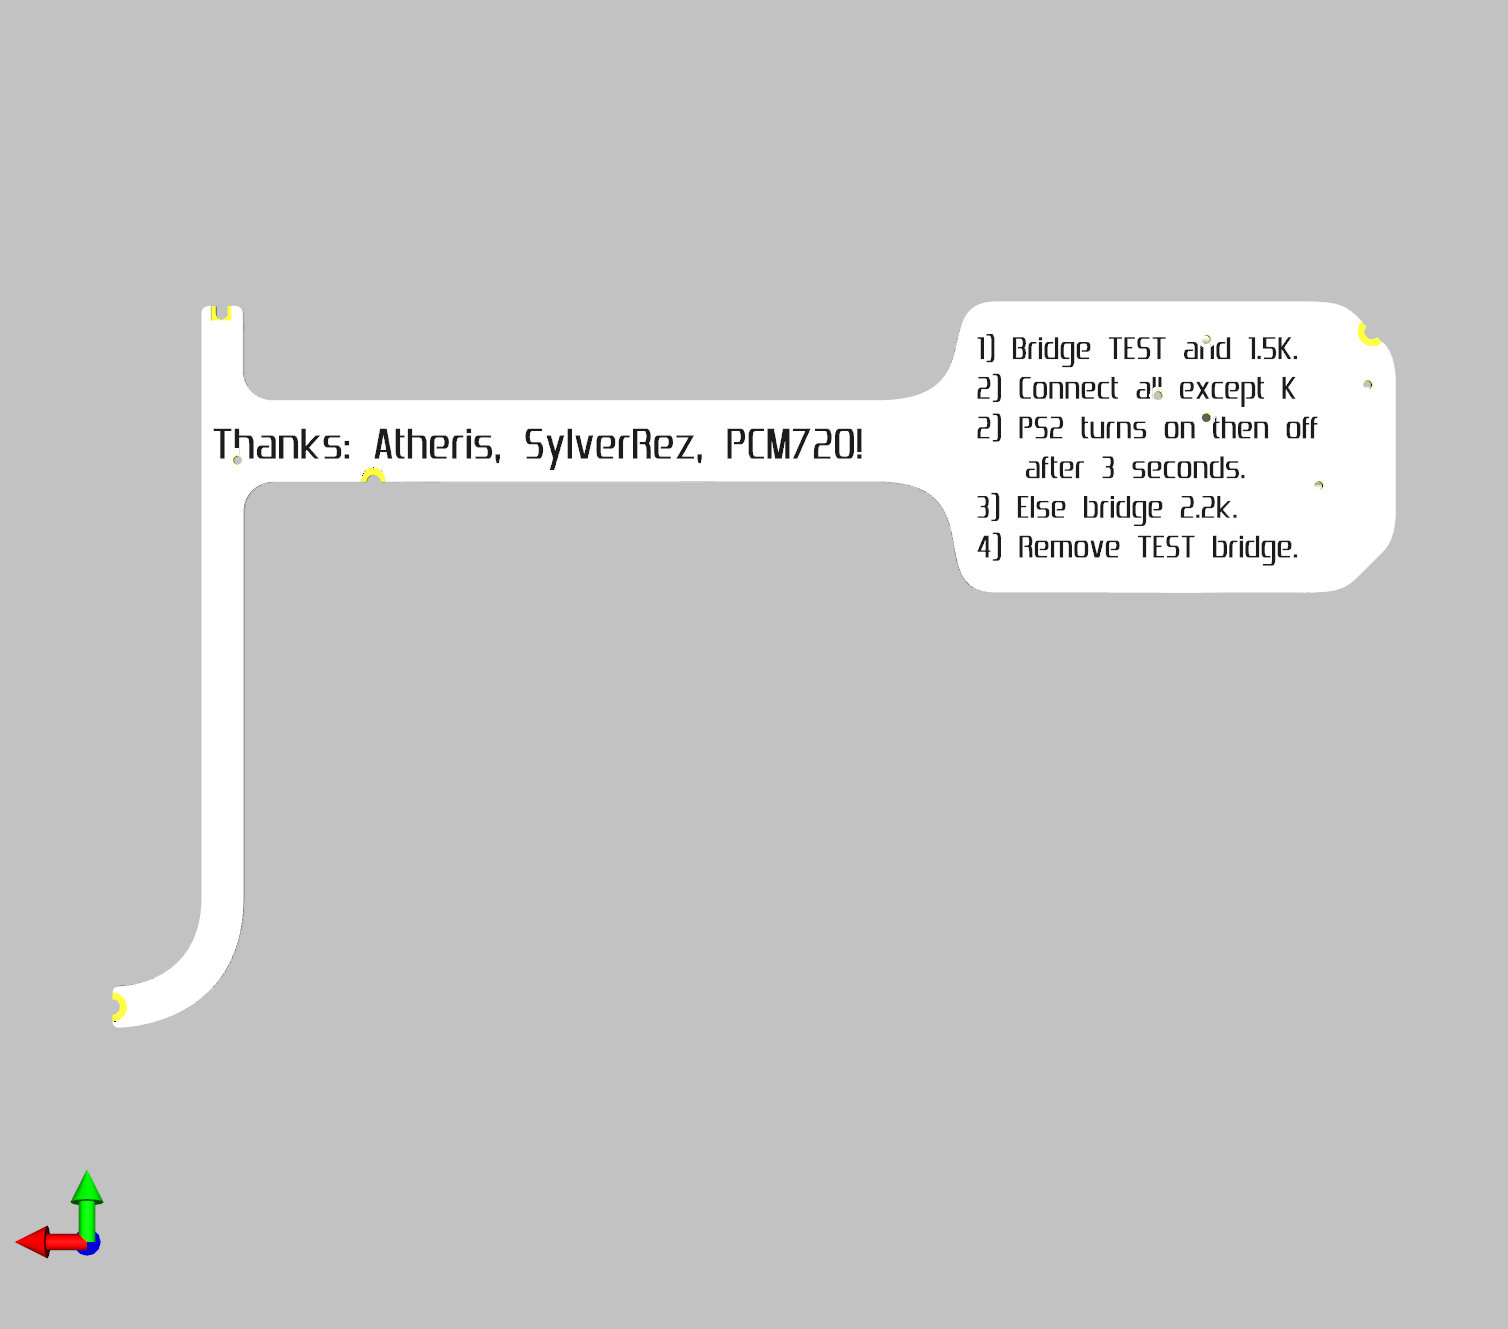 1) Bridge TEST and 1.5K.
2) Connect all except K
2) PS2 turns on then off
after 3 seconds.
3) Else bridge 2.2k.
4) Remove TEST bridge.
Thanks: Atheris, SylverRez, PCM720!